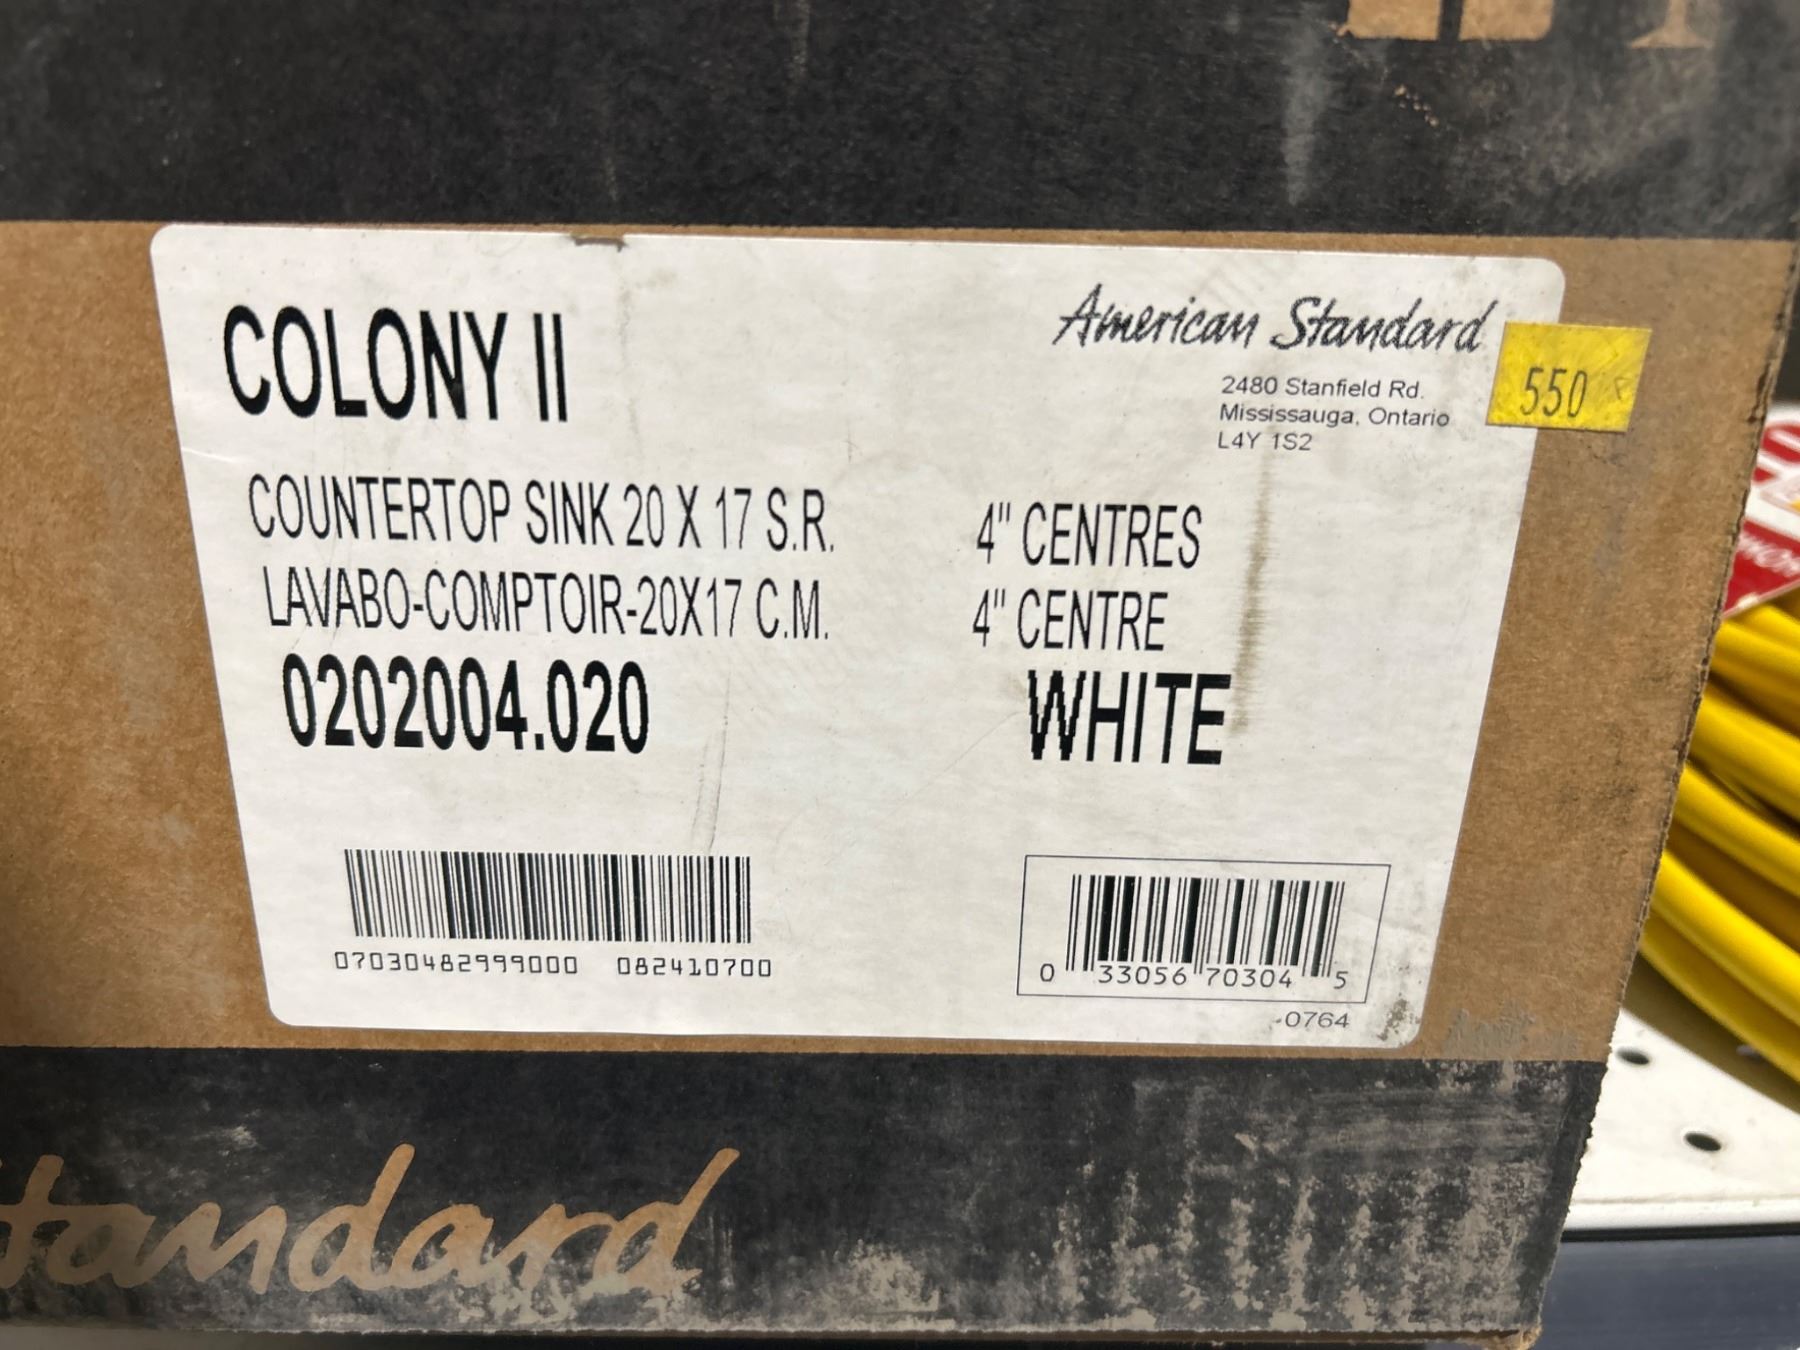 COLONY II
American Standard
2480 Stanfield Rd.
Mississauga, Ontario
L4Y 1S2
550
COUNTERTOP SINK 20 X 17 S.R.
4" CENTRES
LAVABO-COMPTOIR-20X17 C.M.
4" CENTRE
0202004.020
WHITE
07030482999000 082410700
0 33056 70304 5
-0764
Standard